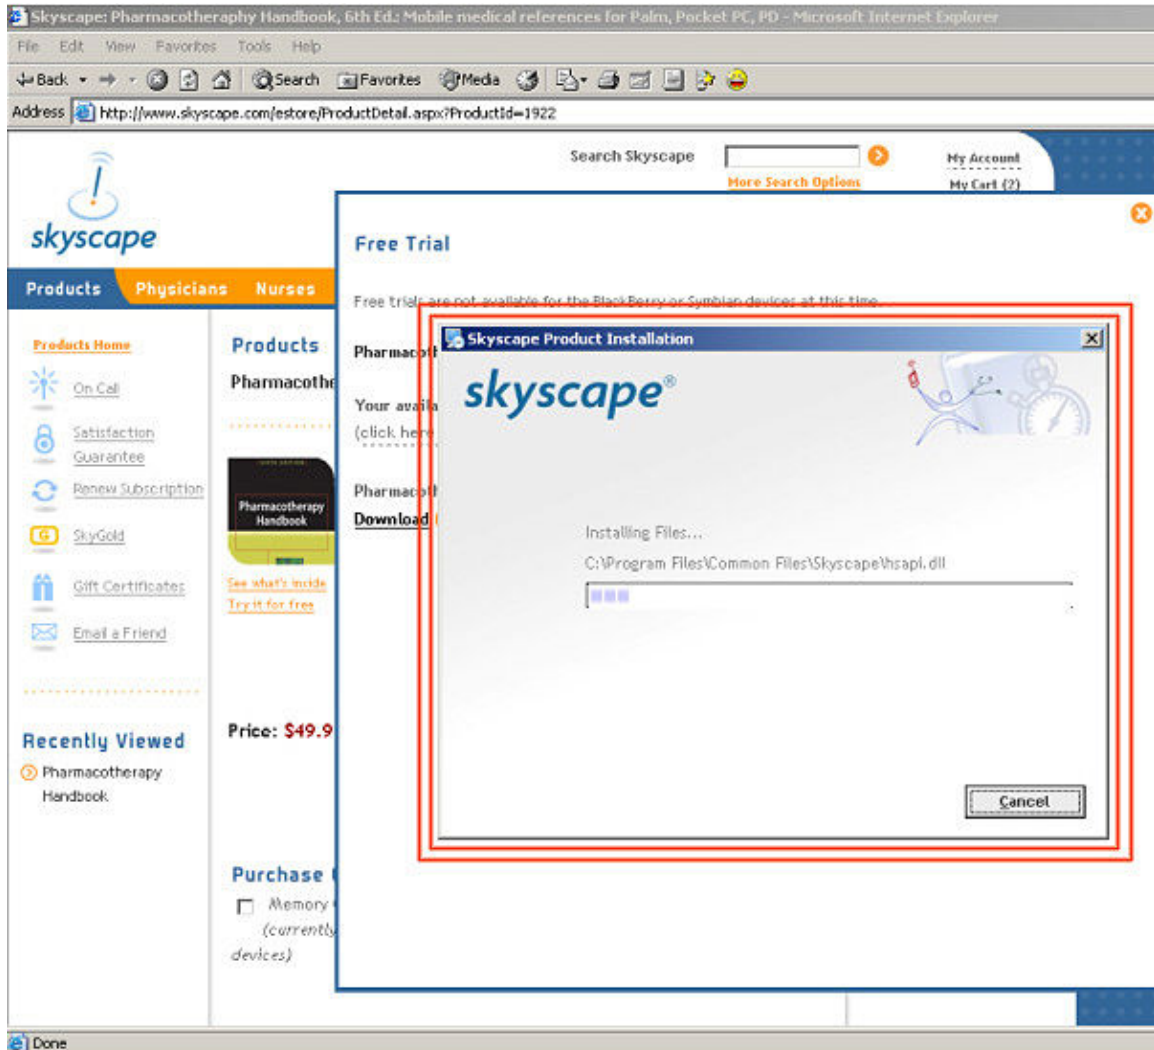 Skyscape: Pharmacotheraphy Handbook, 6th Ed.: Mobile medical references for Palm, Pocket PC, PD - Microsoft Internet Explorer
File Edit View Favorites Tools Help
Back Search Favorites Media
Address http://www.skyscape.com/estore/ProductDetail.aspx?ProductId=1922
Search Skyscape
My Account
More Search Options
My Cart (2)
skyscape
Products Physicians Nurses
Free Trial
Free trials are not available for the BlackBerry or Symbian devices at this time.
Products Home
On Call
Satisfaction
Guarantee
Renew Subscription
G SkyGold
Gift Certificates
Email a Friend
Recently Viewed
Pharmacotherapy
Handbook
Products
Pharmacothe
Pharmacotherapy
Handbook
See what's inside
Try it for free
Price: $49.9
Purchase
Memory
(currently
devices)
Pharmacoth
Your availa
(click here
Pharmacoth
Download
Skyscape Product Installation
skyscape®
Installing Files...
C:\Program Files\Common Files\Skyscape\hsapi.dll
Cancel
Done